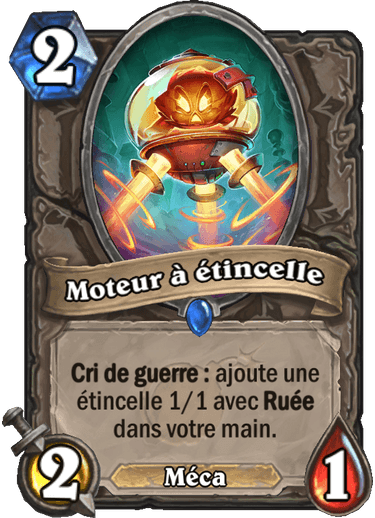 2
Moteur à étincelle
Cri de guerre : ajoute une
étincelle 1/1 avec Ruée
dans votre main.
2
Méca
1